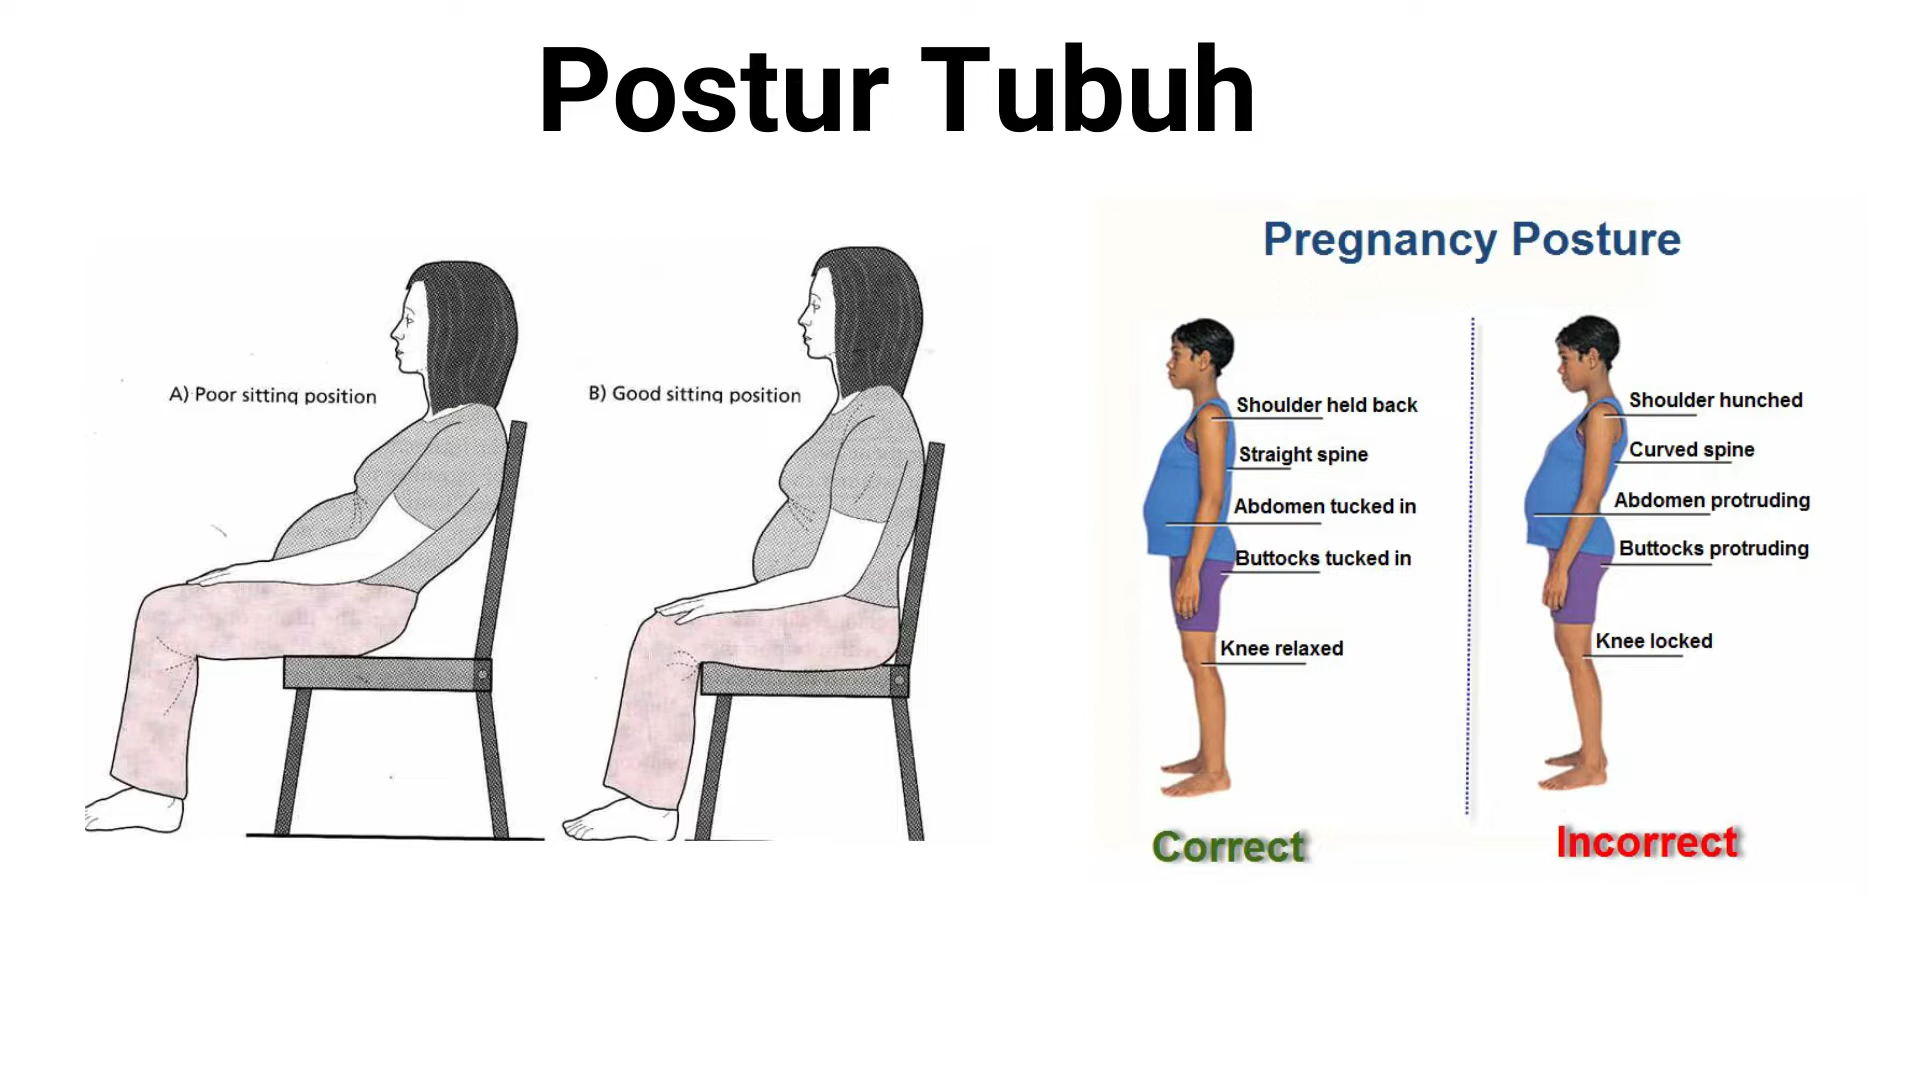 Postur Tubuh
A) Poor sitting position
B) Good sitting position
Pregnancy Posture
Shoulder held back
Straight spine
Abdomen tucked in
Buttocks tucked in
Knee relaxed
Correct
Shoulder hunched
Curved spine
Abdomen protruding
Buttocks protruding
Knee locked
Incorrect